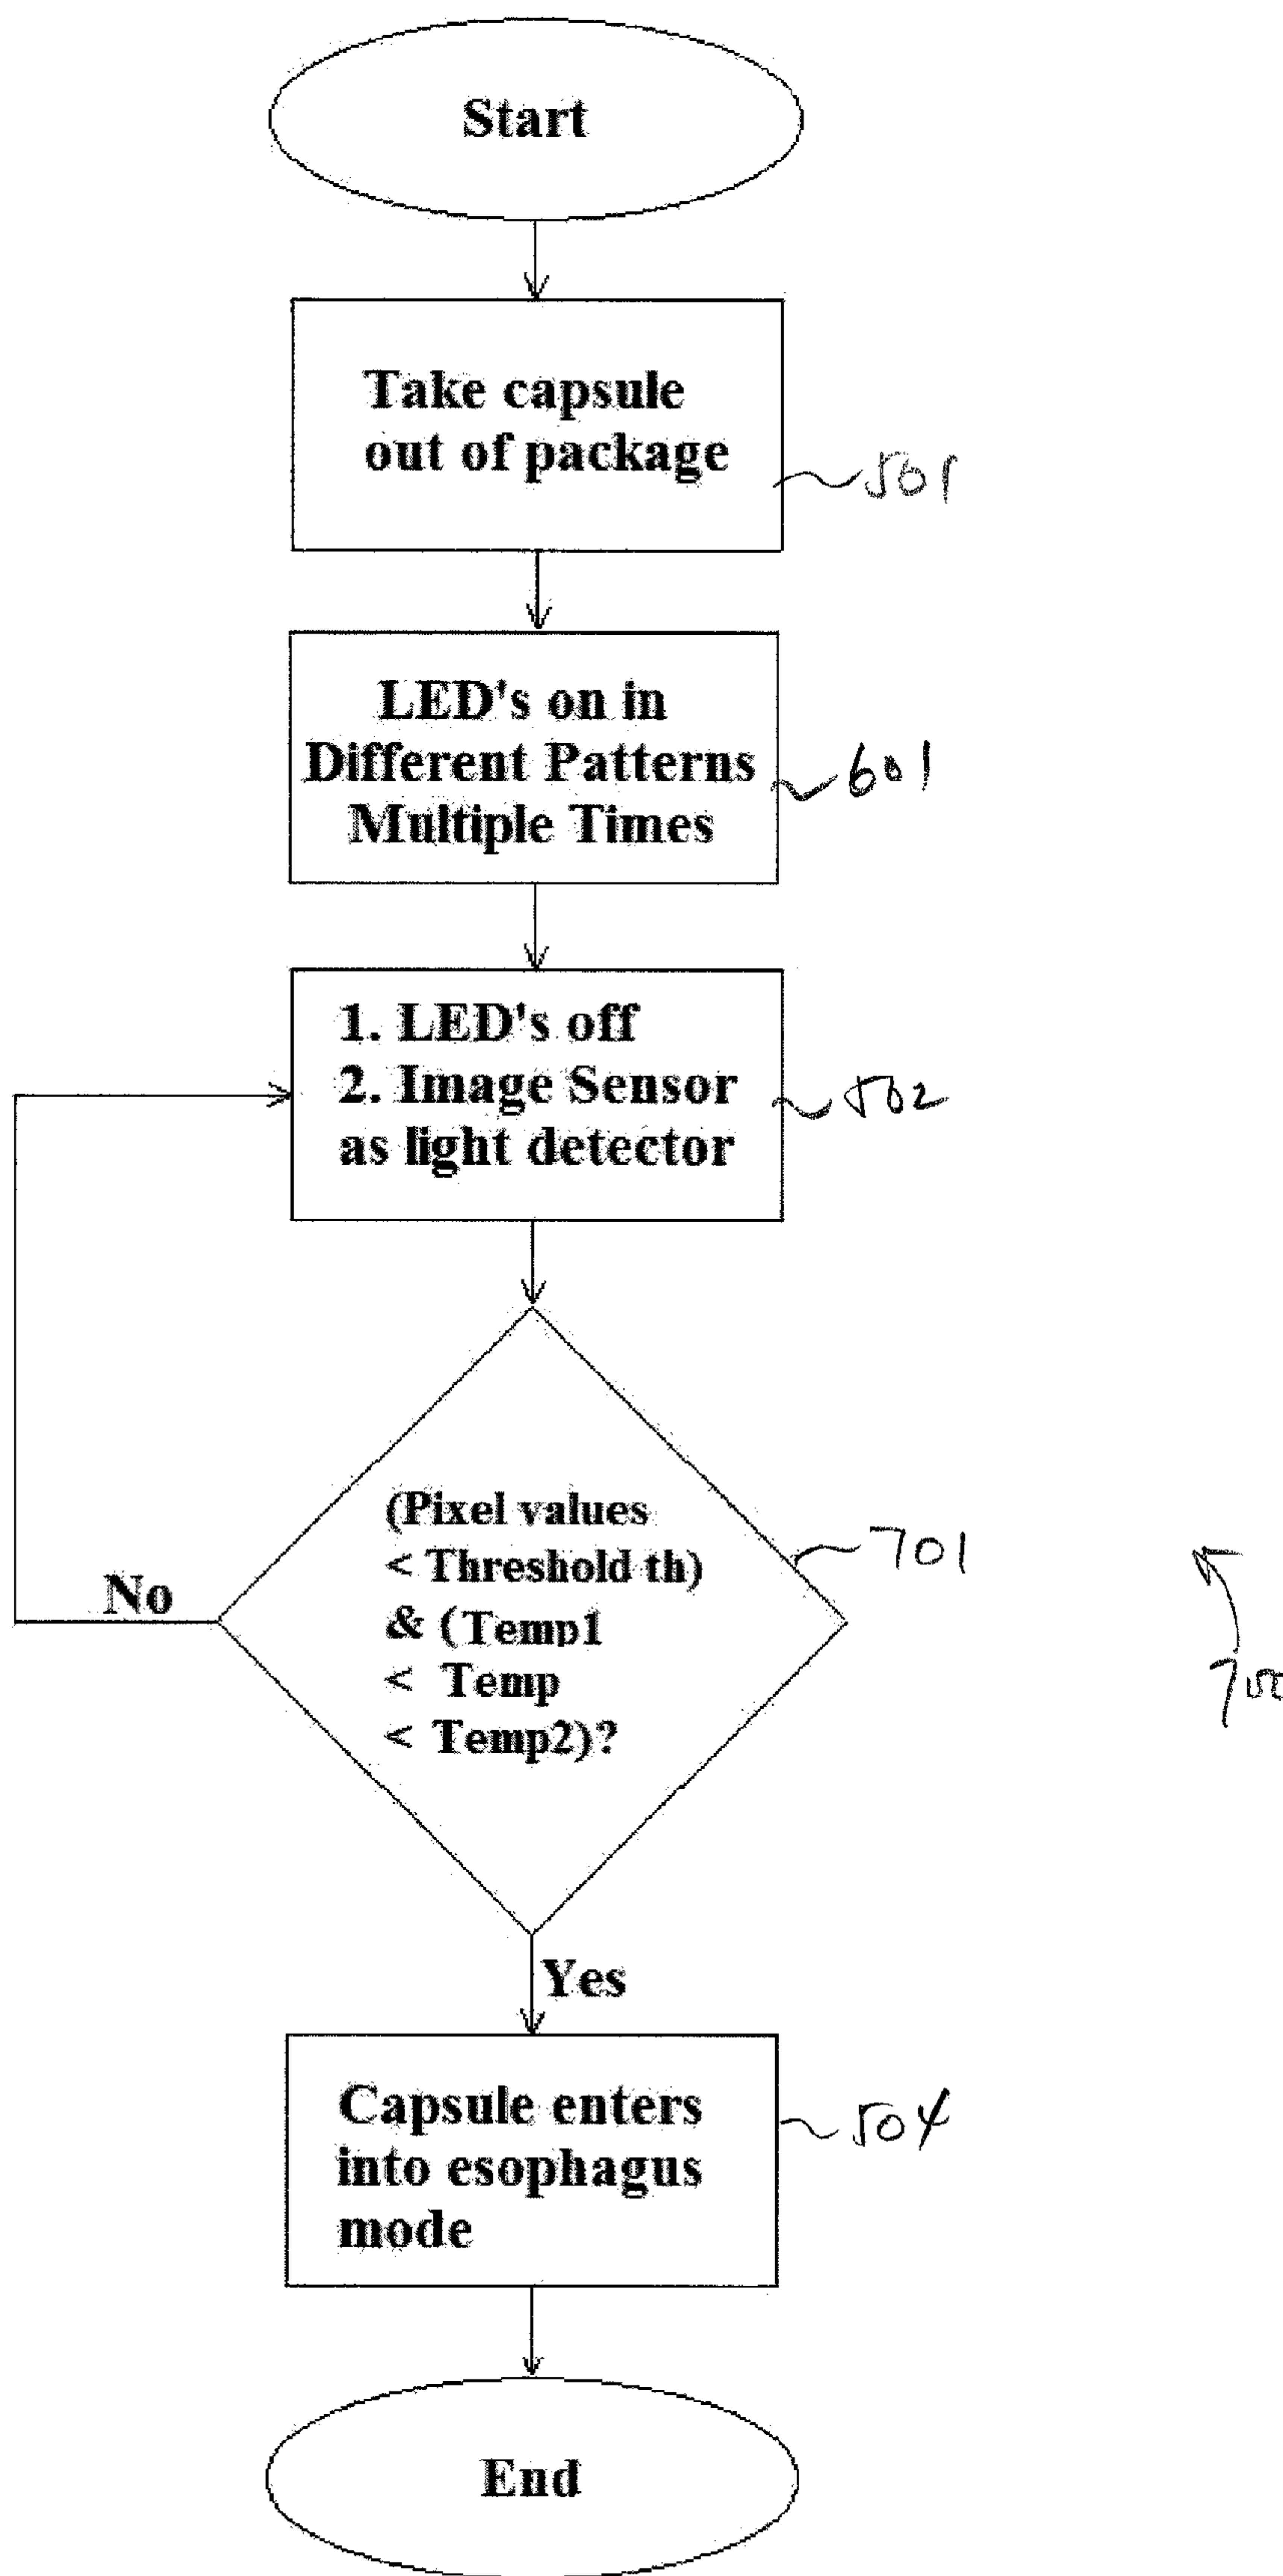 Start
Take capsule
out of package
501
LED's on in
Different Patterns
Multiple Times
601
1. LED's off
2. Image Sensor
as light detector
502
(Pixel values
< Threshold th)
& (Temp1
< Temp
< Temp2)?
701
No
700
Yes
Capsule enters
into esophagus
mode
504
End